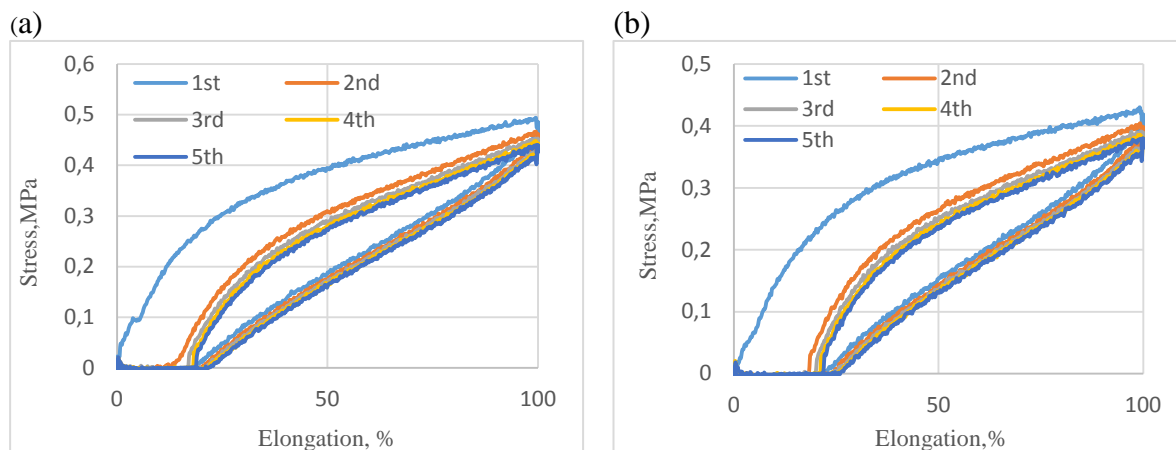 (a)
0,6
0,5
0,4
0,3
0,2
0,1
0
Stress,MPa
1st 2nd
3rd 4th
5th
0 50 100
Elongation, %
(b)
0,5
0,4
0,3
0,2
0,1
0
Stress,MPa
1st 2nd
3rd 4th
5th
0 50 100
Elongation,%